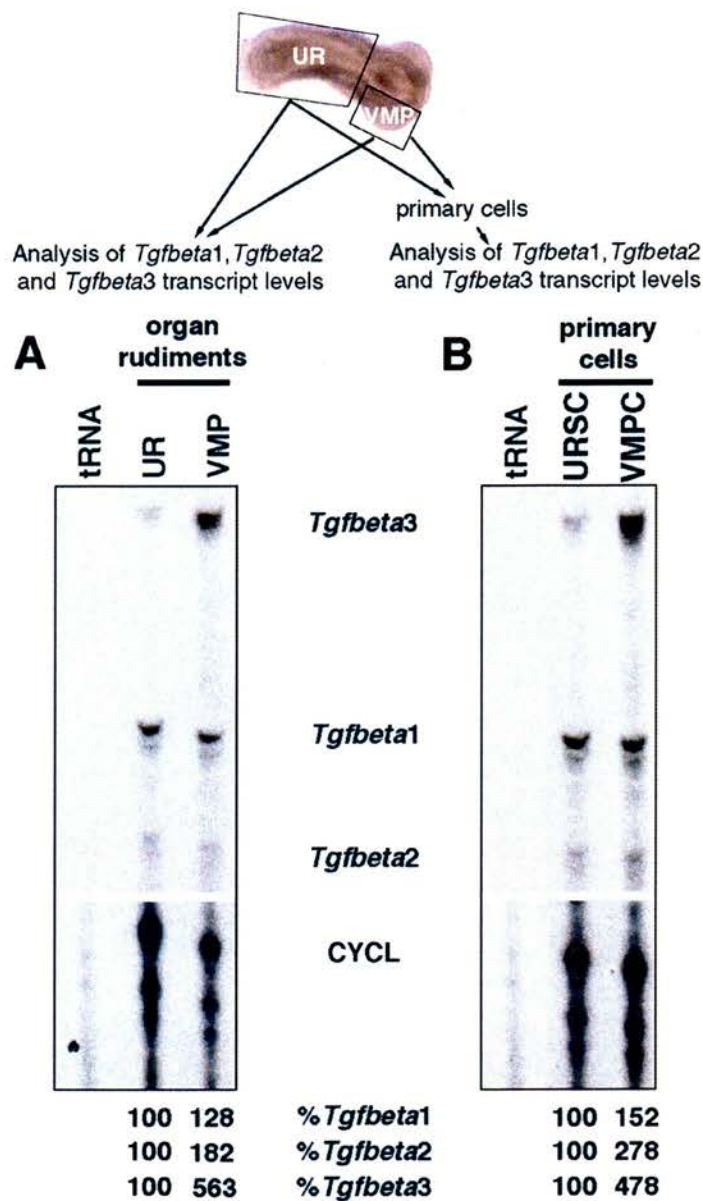 UR
VMP
primary cells
Analysis of Tgfbeta1, Tgfbeta2
and Tgfbeta3 transcript levels
Analysis of Tgfbeta1, Tgfbeta2
and Tgfbeta3 transcript levels
A
organ
rudiments
tRNA
UR
VMP
B
primary
cells
tRNA
URSC
VMPC
Tgfbeta3
Tgfbeta1
Tgfbeta2
CYCL
100 128 %Tgfbeta1 100 152
100 182 %Tgfbeta2 100 278
100 563 %Tgfbeta3 100 478